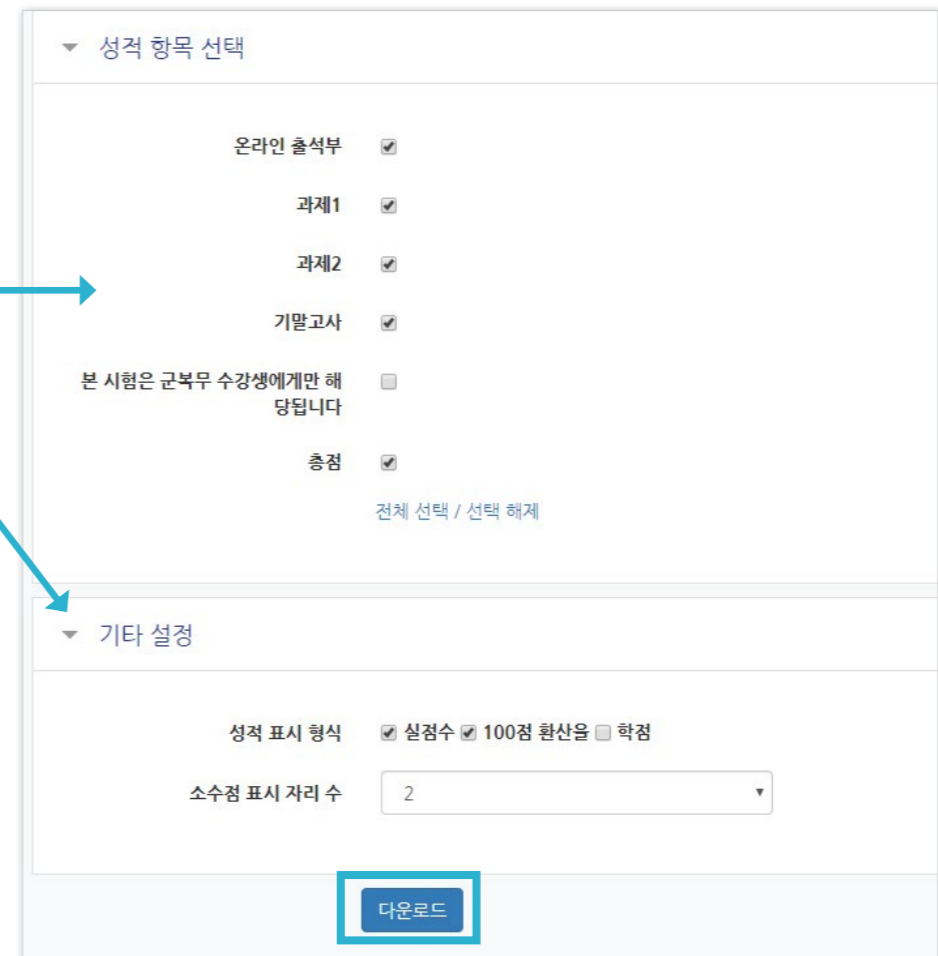 성적 항목 선택
온라인 출석부
과제1
과제2
기말고사
본 시험은 군복무 수강생에게만 해
당됩니다
총점
전체 선택 / 선택 해제
기타 설정
성적 표시 형식 실점수 100점 환산율 학점
소수점 표시 자리 수 2
다운로드